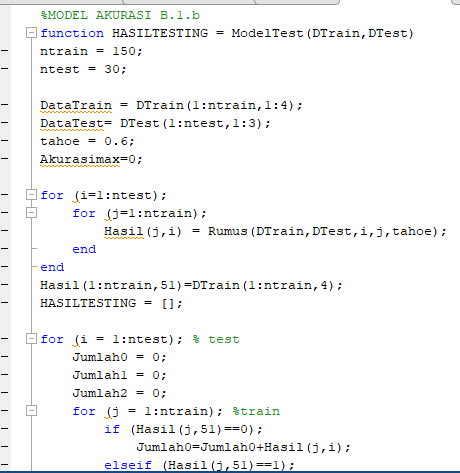 %MODEL AKURASI B.1.b
function HASILTESTING = ModelTest(DTrain,DTest)
ntrain = 150;
ntest = 30;
DataTrain = DTrain(1:ntrain,1:4);
DataTest= DTest(1:ntest,1:3);
tahoe = 0.6;
Akurasimax=0;
for (i=1:ntest);
for (j=1:ntrain);
Hasil(j,i) = Rumus(DTrain,DTest,i,j,tahoe);
end
end
Hasil(1:ntrain,51)=DTrain(1:ntrain,4);
HASILTESTING = [];
for (i = 1:ntest); % test
Jumlah0 = 0;
Jumlah1 = 0;
Jumlah2 = 0;
for (j = 1:ntrain); %train
if (Hasil(j,51)==0);
Jumlah0=Jumlah0+Hasil(j,i);
elseif (Hasil(j,51)==1);